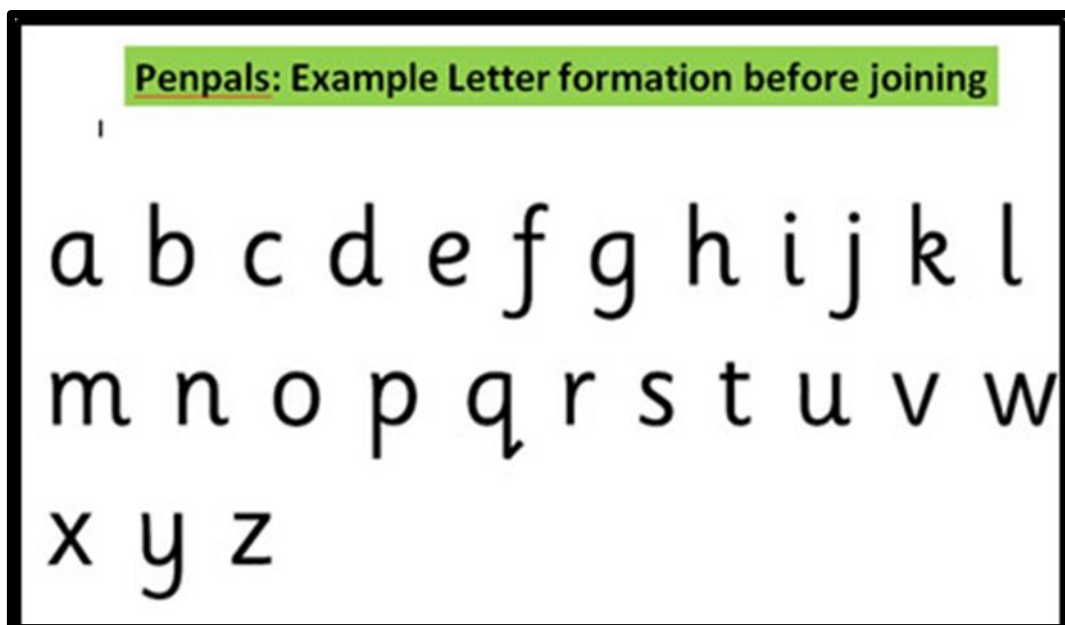 Penpals: Example Letter formation before joining
a b c d e f g h i j k l
m n o p q r s t u v w
x y z